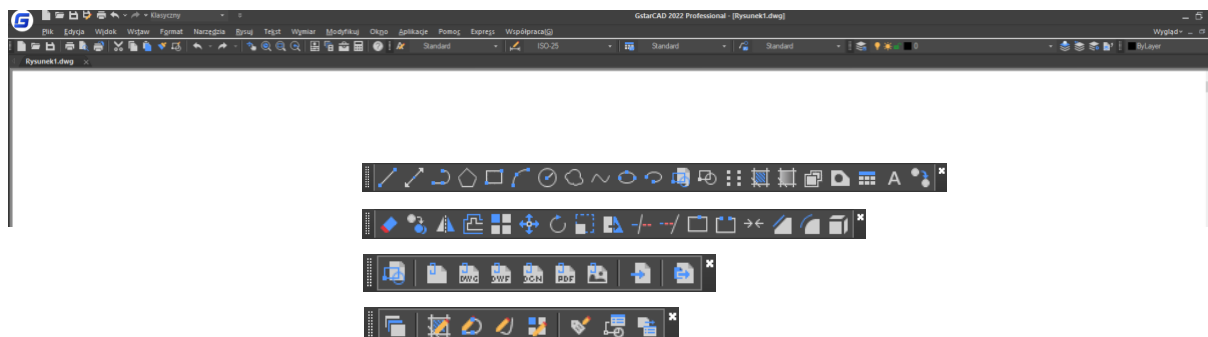 Klasyczny GstarCAD 2022 Professional - [Rysunek1.dwg]
Plik Edycja Widok Wstaw Format Narzędzia Rysuj Tekst Wymiar Modyfikuj Okno Aplikacje Pomoc Express Współpraca(G) Wygląd
Standard ISO-25 Standard Standard 0 ByLayer
Rysunek1.dwg
A
DWG DWF DGN PDF